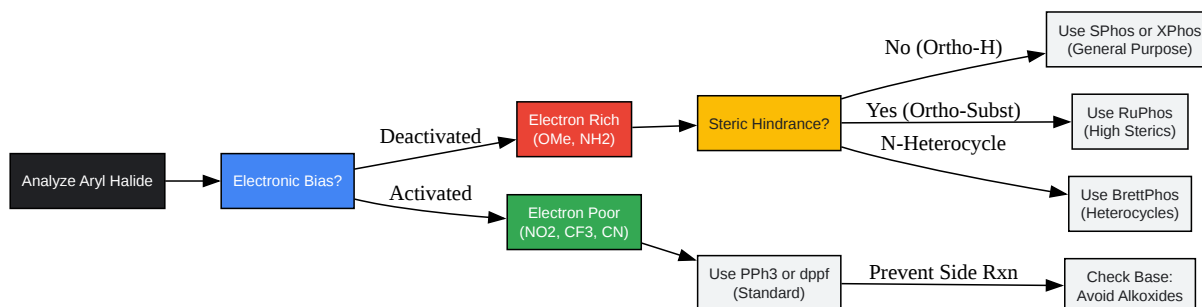 Analyze Aryl Halide
Electronic Bias?
Deactivated
Activated
Electron Rich
(OMe, NH2)
Electron Poor
(NO2, CF3, CN)
Steric Hindrance?
Use PPh3 or dppf
(Standard)
No (Ortho-H)
Yes (Ortho-Subst)
N-Heterocycle
Prevent Side Rxn
Use SPhos or XPhos
(General Purpose)
Use RuPhos
(High Sterics)
Use BrettPhos
(Heterocycles)
Check Base:
Avoid Alkoxides